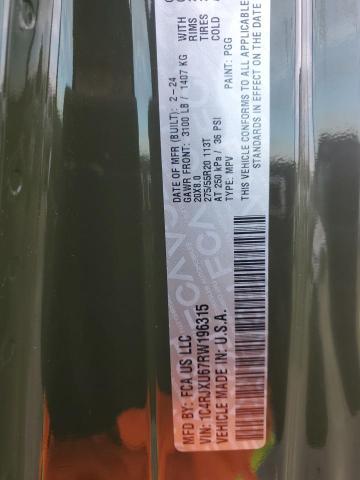 MFD BY: FCA US LLC
DATE OF MFR (BUILT): 2-24
GAWR FRONT: 3100 LB / 1407 KG
WITH
20X8.0 RIMS
275/55R20 113T TIRES
AT 250 kPa / 36 PSI COLD
VIN: 1C4RJXU67RW196315
TYPE: MPV
PAINT: PGG
VEHICLE MADE IN: U.S.A.
THIS VEHICLE CONFORMS TO ALL APPLICABLE
STANDARDS IN EFFECT ON THE DATE